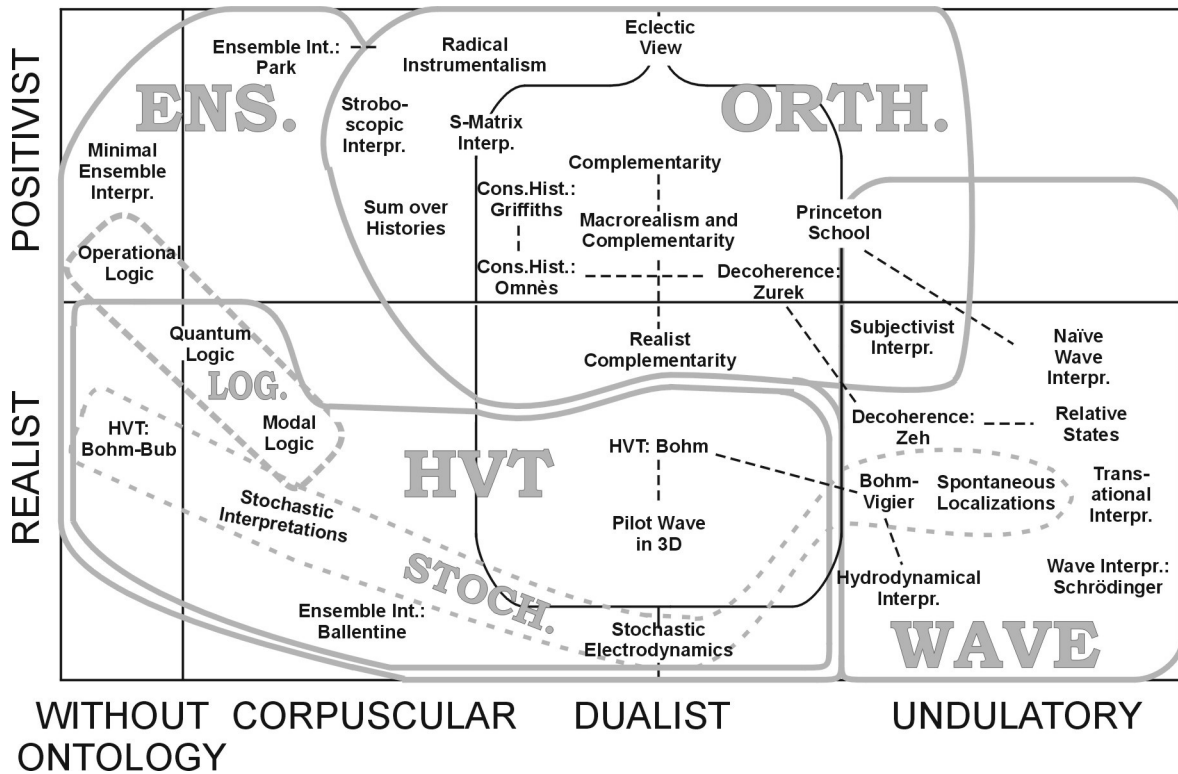 POSITIVIST
REALIST
Ensemble Int.:
Park
Radical
Instrumentalism
Eclectic
View
ENS.
ORTH.
Strobo-
scopic
Interpr.
S-Matrix
Interp.
Minimal
Ensemble
Interpr.
Complementarity
Cons.Hist.:
Griffiths
Sum over
Histories
Macrorealism and
Complementarity
Princeton
School
Operational
Logic
Cons.Hist.:
Omnès
Decoherence:
Zurek
Quantum
Logic
Realist
Complementarity
Subjectivist
Interpr.
Naïve
Wave
Interpr.
LOG.
HVT:
Bohm-Bub
Modal
Logic
Decoherence:
Zeh
Relative
States
HVT
HVT: Bohm
Bohm-
Vigier
Spontaneous
Localizations
Trans-
ational
Interpr.
Stochastic
Interpretations
Pilot Wave
in 3D
STOCH.
Hydrodynamical
Interpr.
Wave Interpr.:
Schrödinger
Ensemble Int.:
Ballentine
Stochastic
Electrodynamics
WAVE
WITHOUT
ONTOLOGY
CORPUSCULAR
DUALIST
UNDULATORY